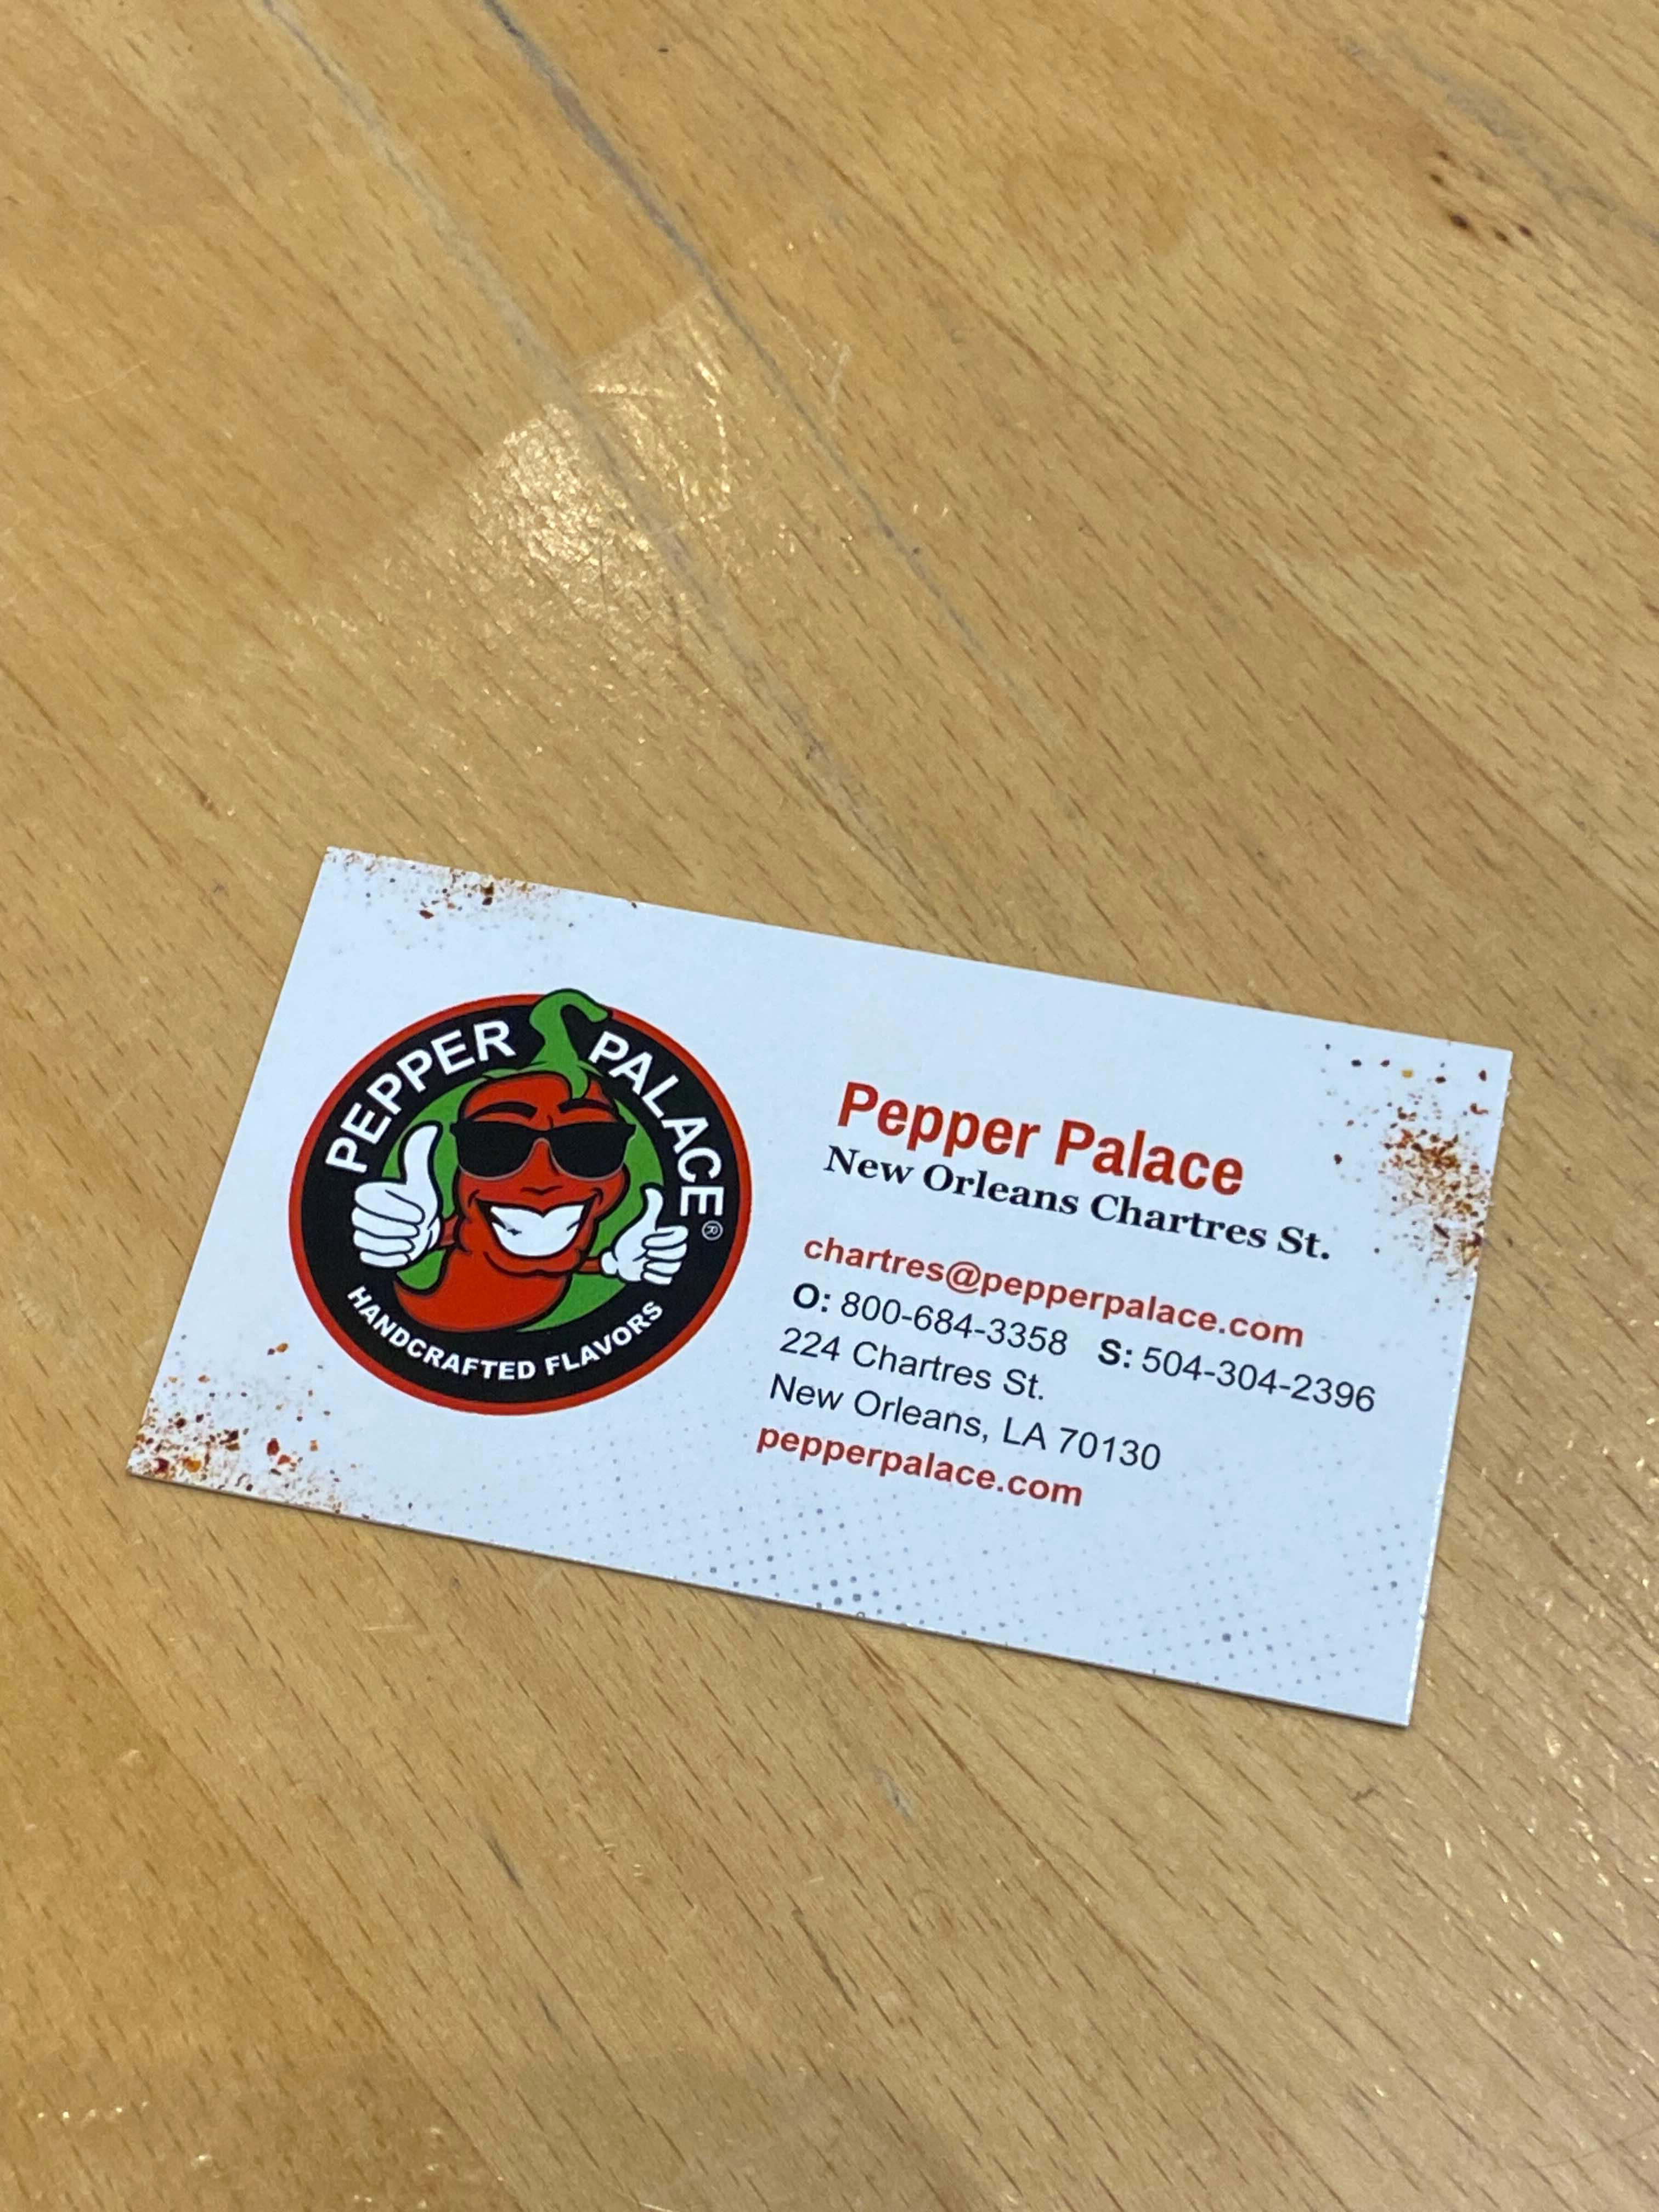 PEPPER PALACE®
HANDCRAFTED FLAVORS
Pepper Palace
New Orleans Chartres St.
chartres@pepperpalace.com
O: 800-684-3358 S: 504-304-2396
224 Chartres St.
New Orleans, LA 70130
pepperpalace.com